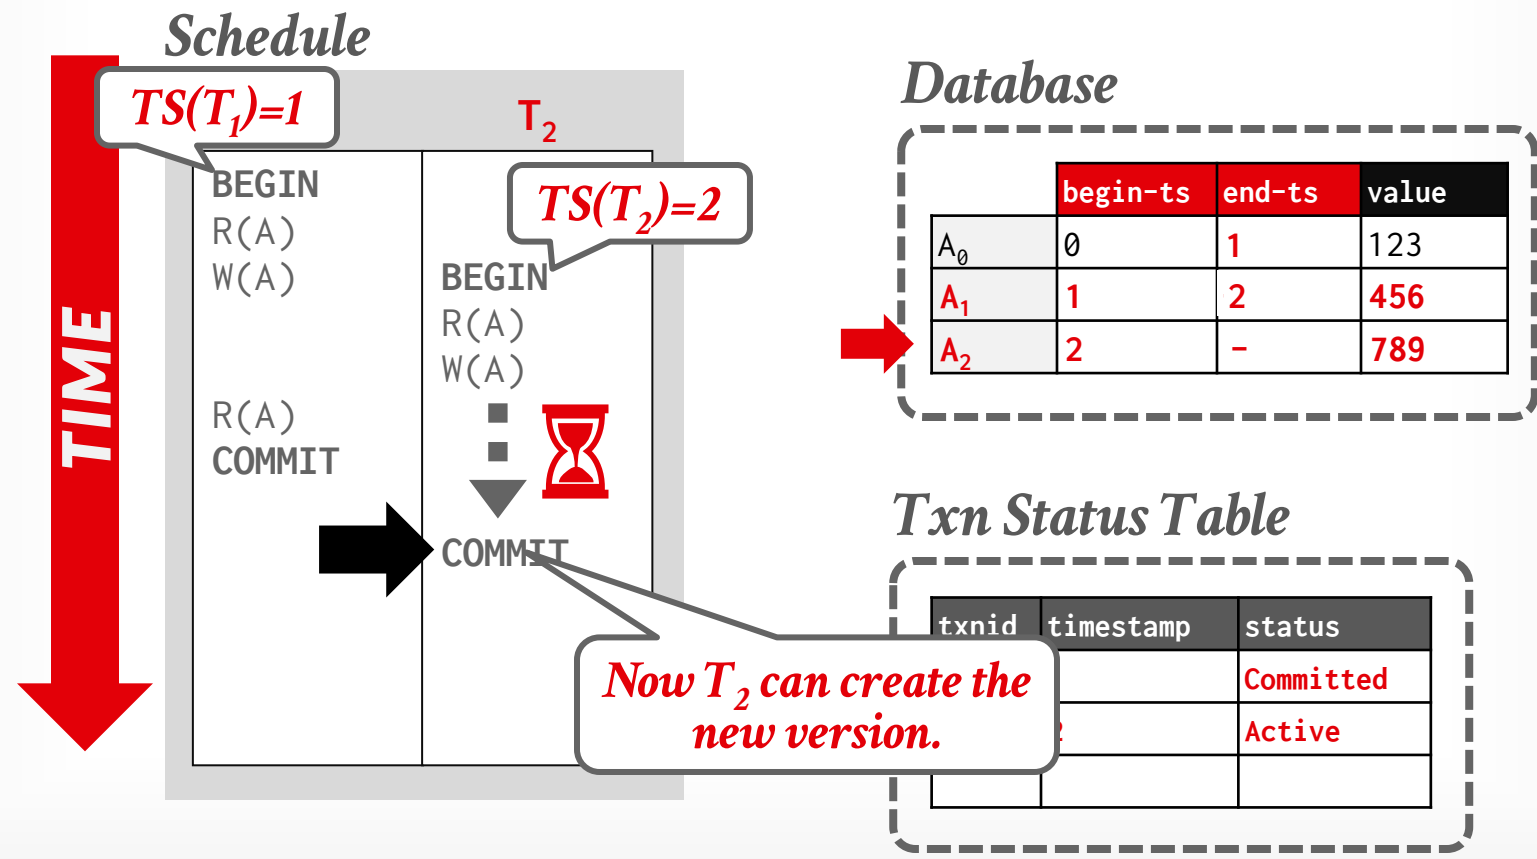 Schedule
TS(T1)=1
T2
BEGIN
R(A)
W(A)
R(A)
COMMIT
TS(T2)=2
BEGIN
R(A)
W(A)
COMMIT
TIME
Now T2 can create the
new version.
Database
begin-ts end-ts value
A0 0 1 123
A1 1 2 456
A2 2 - 789
Txn Status Table
txnid timestamp status
Committed
Active